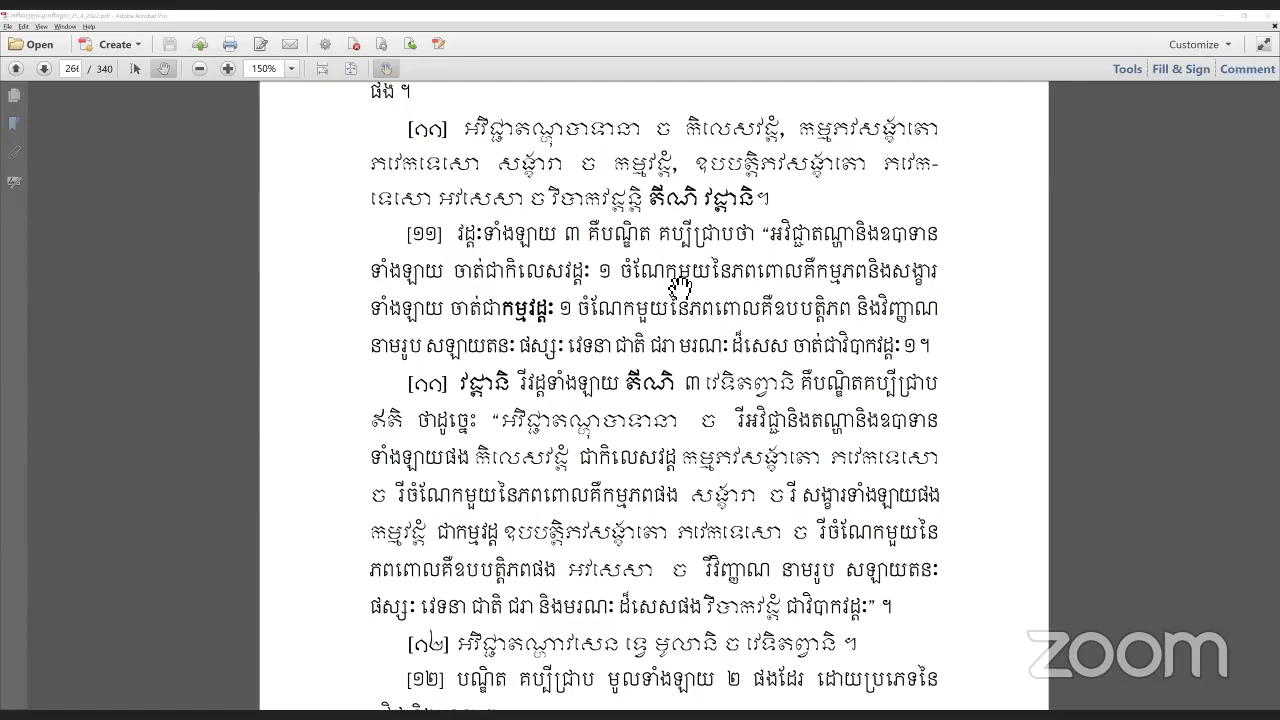 File Edit View Window Help
Open Create Customize
266 / 340 150% Tools Fill & Sign Comment
ផង ។
[១១] អវិជ្ជាតណ្ហុបាទានា ច កិលេសវដ្ដំ, កម្មភវសង្ខាតោ
ភវេកទេសោ សង្ខារា ច កម្មវដ្ដំ, ឧបបត្តិភវសង្ខាតោ ភវេក-
ទេសោ អវសេសា ច វិបាកវដ្ដន្តិ តីណិ វដ្ដានិ។
[១១] វដ្ដៈទាំងឡាយ ៣ គឺបណ្ឌិត គប្បីជ្រាបថា “អវិជ្ជាតណ្ហានិងឧបាទាន
ទាំងឡាយ ចាត់ជាកិលេសវដ្ដៈ ១ ចំណែកមួយនៃភពពោលគឺកម្មភពនិងសង្ខារ
ទាំងឡាយ ចាត់ជាកម្មវដ្ដៈ ១ ចំណែកមួយនៃភពពោលគឺឧបបត្តិភព និងវិញ្ញាណ
នាមរូប សឡាយតនៈ ផស្សៈ វេទនា ជាតិ ជរា មរណៈ ដ៏សេស ចាត់ជាវិបាកវដ្ដៈ ១។
[១១] វដ្ដានិ រីវដ្ដទាំងឡាយ តីណិ ៣ វេទិតព្វានិ គឺបណ្ឌិតគប្បីជ្រាប
ឥតិ ថាដូច្នេះ “អវិជ្ជាតណ្ហុបាទានា ច រីអវិជ្ជានិងតណ្ហានិងឧបាទាន
ទាំងឡាយផង កិលេសវដ្ដំ ជាកិលេសវដ្ដ កម្មភវសង្ខាតោ ភវេកទេសោ
ច រីចំណែកមួយនៃភពពោលគឺកម្មភពផង សង្ខារា ច រី សង្ខារទាំងឡាយផង
កម្មវដ្ដំ ជាកម្មវដ្ដ ឧបបត្តិភវសង្ខាតោ ភវេកទេសោ ច រីចំណែកមួយនៃ
ភពពោលគឺឧបបត្តិភពផង អវសេសា ច រីវិញ្ញាណ នាមរូប សឡាយតនៈ
ផស្សៈ វេទនា ជាតិ ជរា និងមរណៈ ដ៏សេសផង វិបាកវដ្ដំ ជាវិបាកវដ្ដៈ” ។
[១២] អវិជ្ជាតណ្ហាវសេន ទ្វេ មូលានិ ច វេទិតព្វានិ ។
[១២] បណ្ឌិត គប្បីជ្រាប មូលទាំងឡាយ ២ ផងដែរ ដោយប្រភេទនៃ
zoom